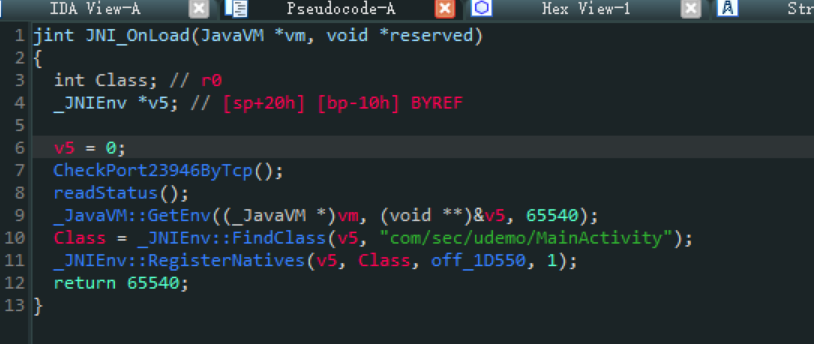 IDA View-A Pseudocode-A Hex View-1 A Str
1 jint JNI_OnLoad(JavaVM *vm, void *reserved)
2 {
3 int Class; // r0
4 _JNIEnv *v5; // [sp+20h] [bp-10h] BYREF
5
6 v5 = 0;
7 CheckPort23946ByTcp();
8 readStatus();
9 _JavaVM::GetEnv((_JavaVM *)vm, (void **)&v5, 65540);
10 Class = _JNIEnv::FindClass(v5, "com/sec/udemo/MainActivity");
11 _JNIEnv::RegisterNatives(v5, Class, off_1D550, 1);
12 return 65540;
13 }